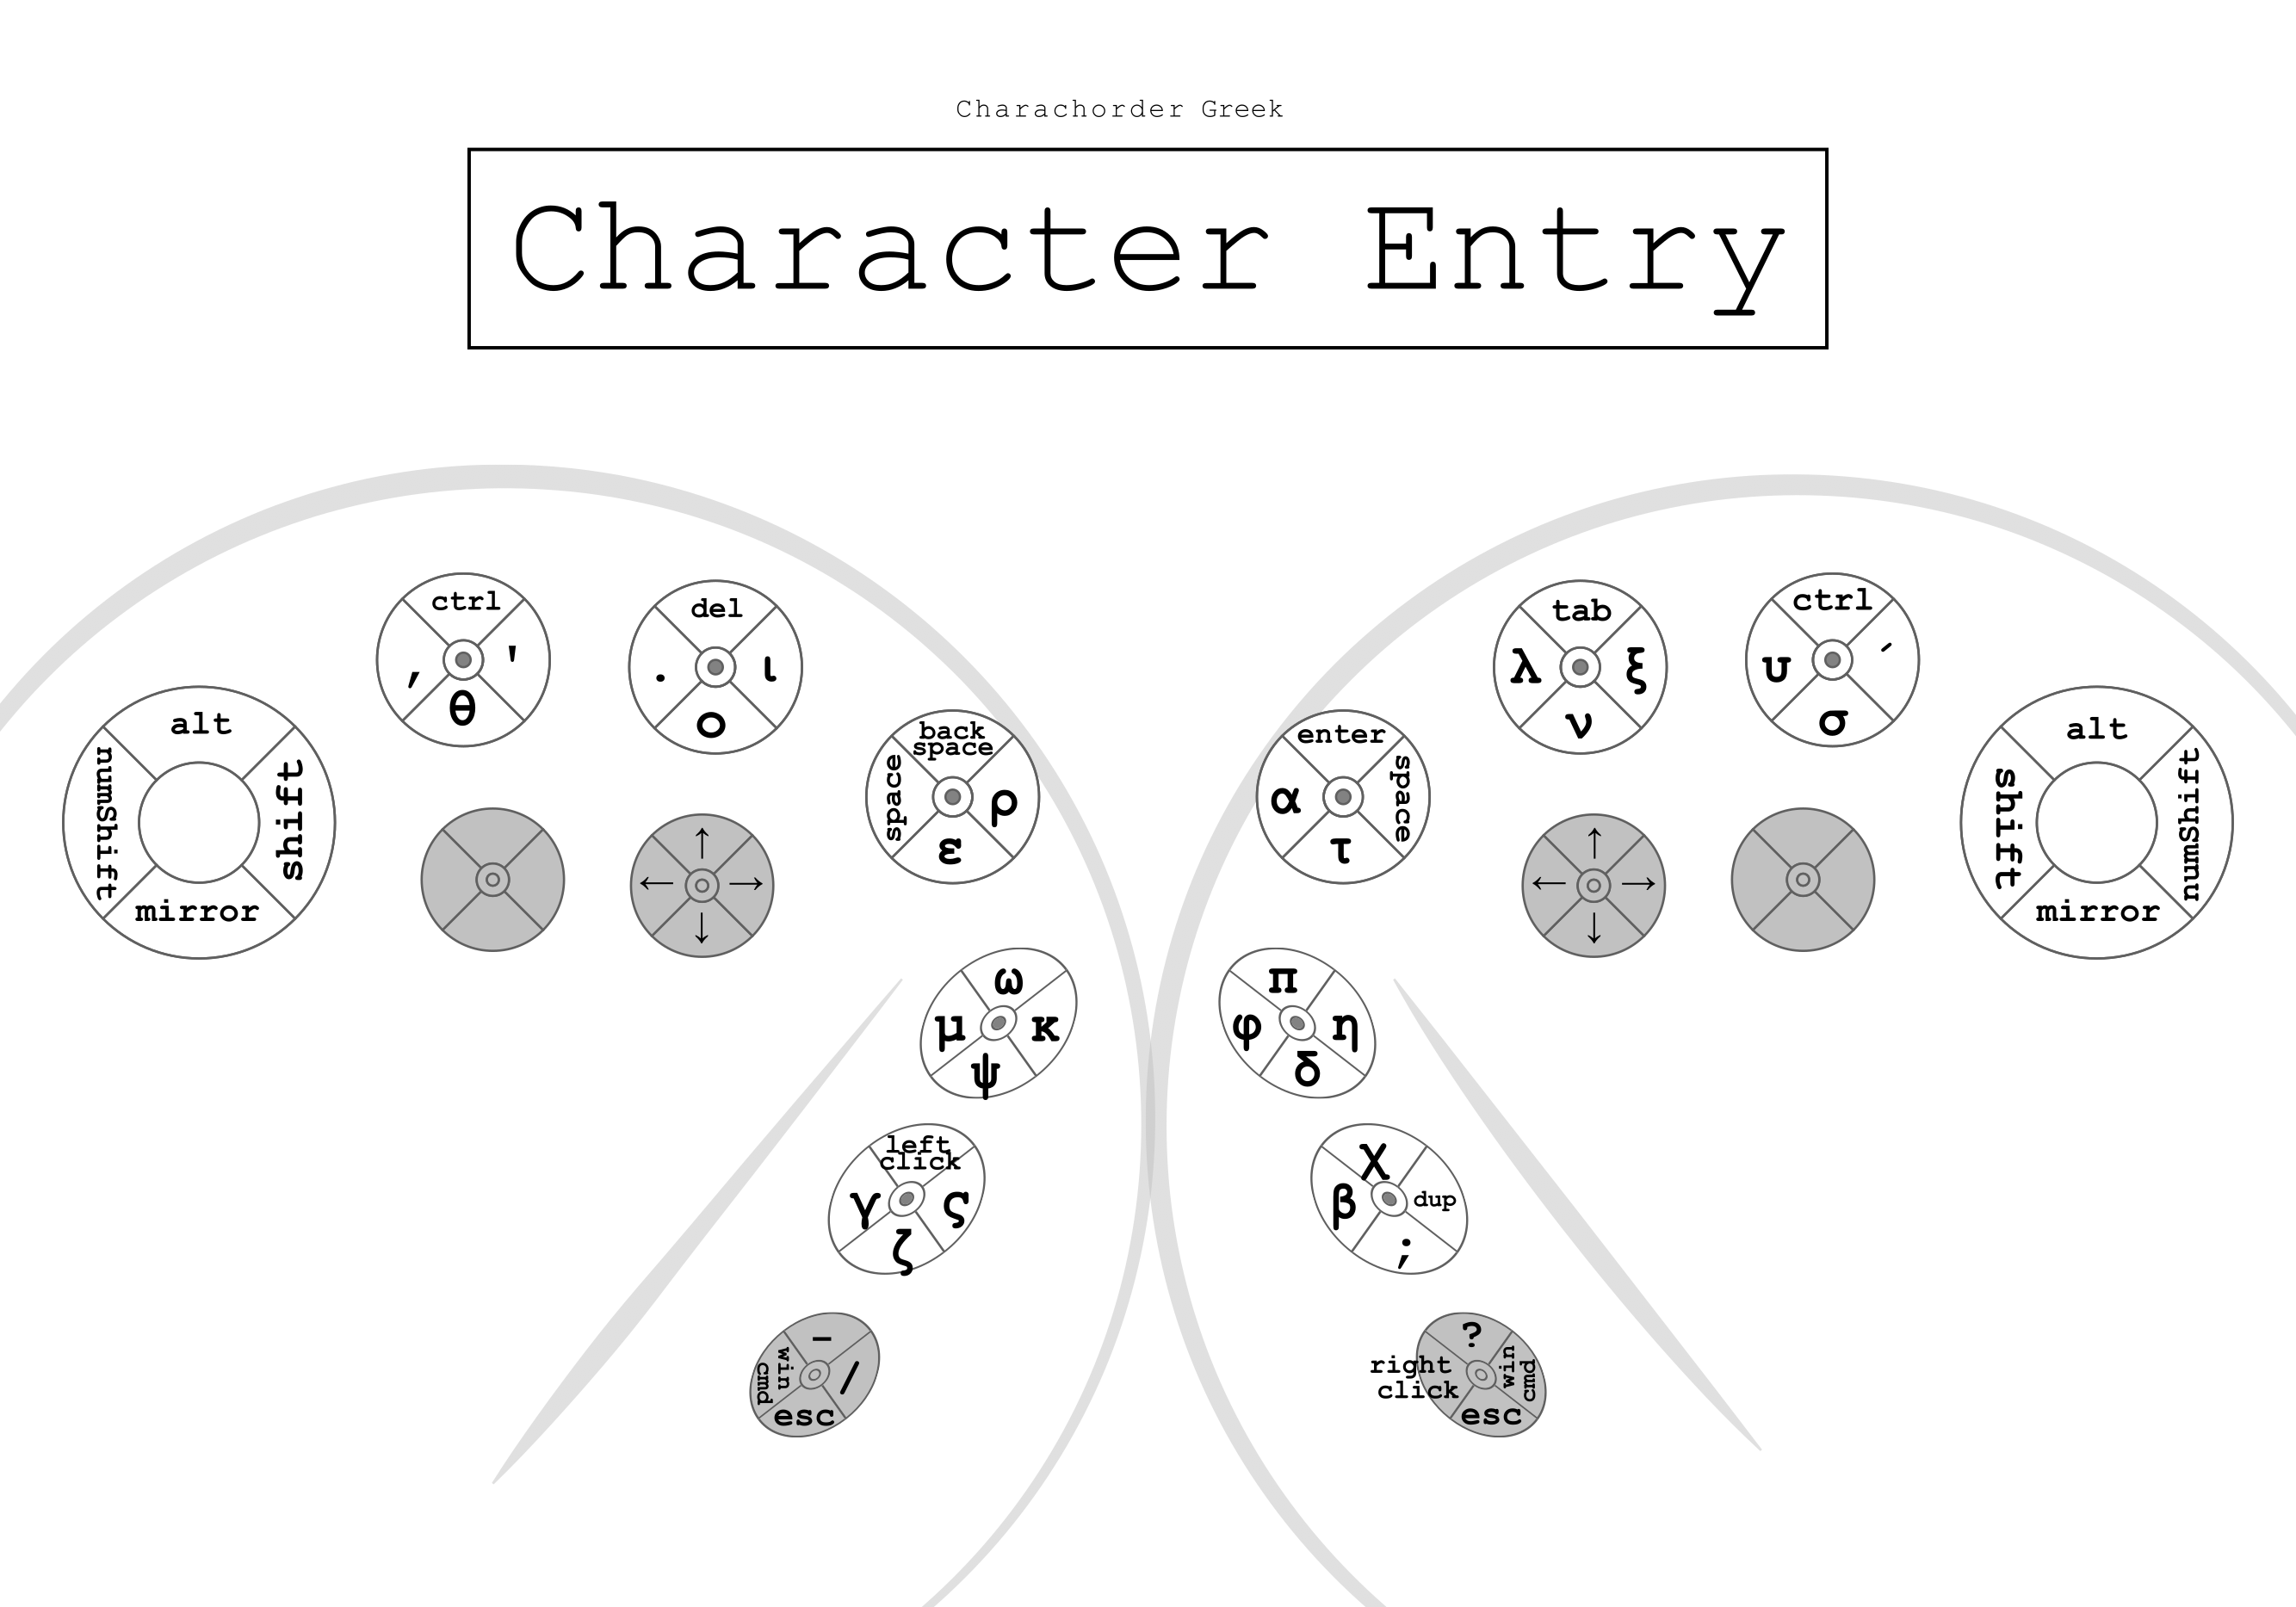 Charachorder Greek
Character Entry
alt
numShift
shift
mirror
ctrl
,
'
θ
del
.
ι
ο
back
space
space
ρ
ε
↑
←
→
↓
ω
μ
κ
ψ
left
click
γ
ς
ζ
-
win
cmd
/
esc
enter
α
space
τ
tab
λ
ξ
ν
ctrl
υ
´
σ
alt
shift
numShift
mirror
↑
←
→
↓
π
φ
η
δ
χ
β
dup
;
?
right
click
win
cmd
esc